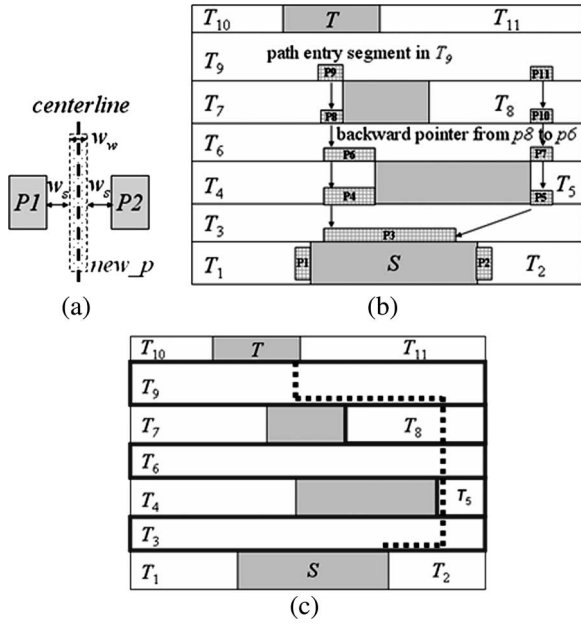 centerline
w_w
w_s
w_s
P1
P2
new_p
(a)
T_10
T
T_11
T_9
path entry segment in T_9
P9
P11
T_7
P8
T_8
P10
backward pointer from p8 to p6
T_6
P6
P7
T_4
P4
T_5
P5
T_3
P3
T_1
P1
S
P2
T_2
(b)
T_10
T
T_11
T_9
T_7
T_8
T_6
T_4
T_5
T_3
T_1
S
T_2
(c)